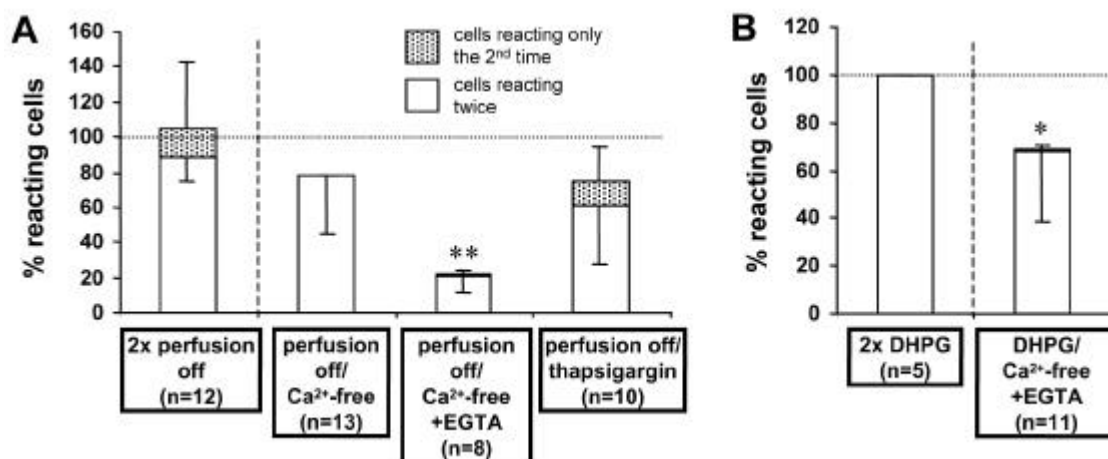 A
% reacting cells
160
140
120
100
80
60
40
20
0
cells reacting only
the 2nd time
cells reacting
twice
**
2x perfusion
off
(n=12)
perfusion
off/
Ca²⁺-free
(n=13)
perfusion
off/
Ca²⁺-free
+EGTA
(n=8)
perfusion off/
thapsigargin
(n=10)
B
% reacting cells
120
100
80
60
40
20
0
*
2x DHPG
(n=5)
DHPG/
Ca²⁺-free
+EGTA
(n=11)